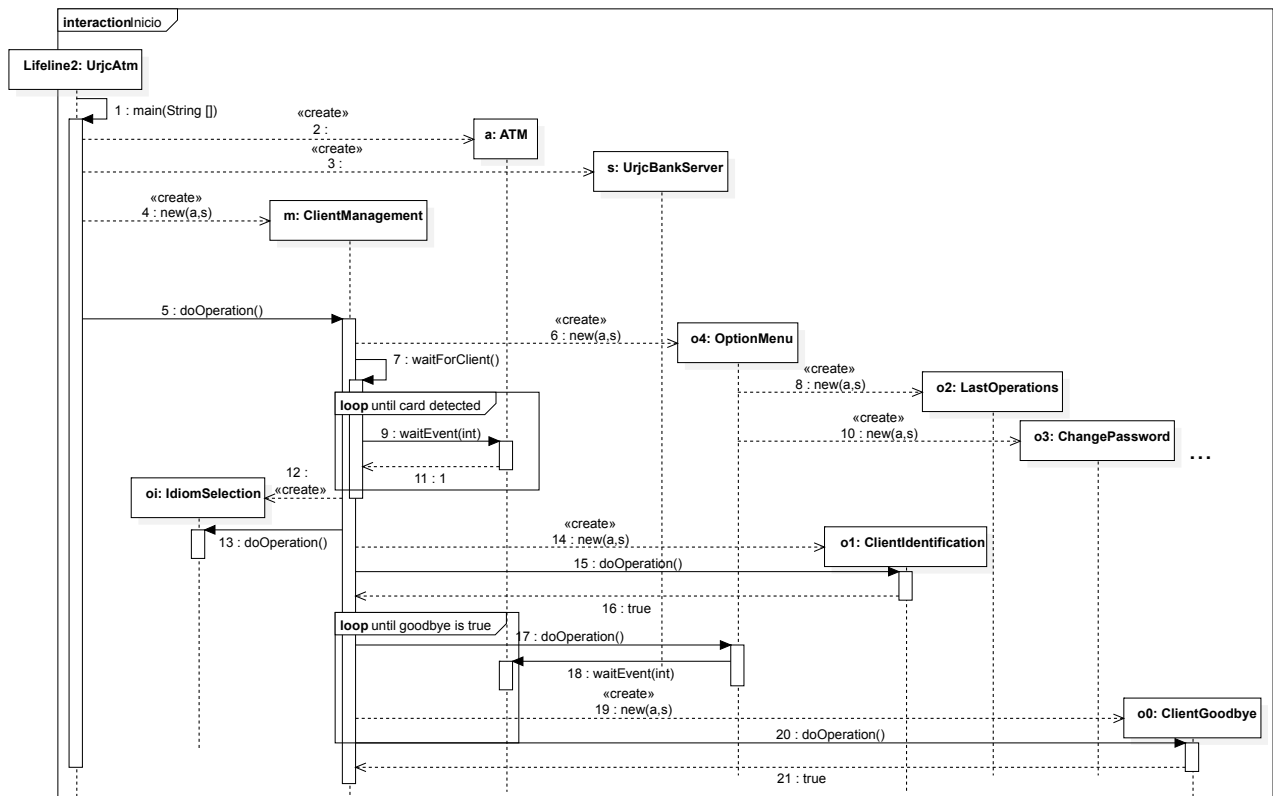 interactionInicio
Lifeline2: UrjcAtm
1 : main(String [])
«create»
2 :
a: ATM
«create»
3 :
s: UrjcBankServer
«create»
4 : new(a,s)
m: ClientManagement
5 : doOperation()
«create»
6 : new(a,s)
o4: OptionMenu
7 : waitForClient()
«create»
8 : new(a,s)
o2: LastOperations
loop until card detected
«create»
9 : waitEvent(int)
10 : new(a,s)
o3: ChangePassword
...
11 : 1
12 :
«create»
oi: IdiomSelection
13 : doOperation()
«create»
14 : new(a,s)
o1: ClientIdentification
15 : doOperation()
16 : true
loop until goodbye is true
17 : doOperation()
18 : waitEvent(int)
«create»
19 : new(a,s)
o0: ClientGoodbye
20 : doOperation()
21 : true